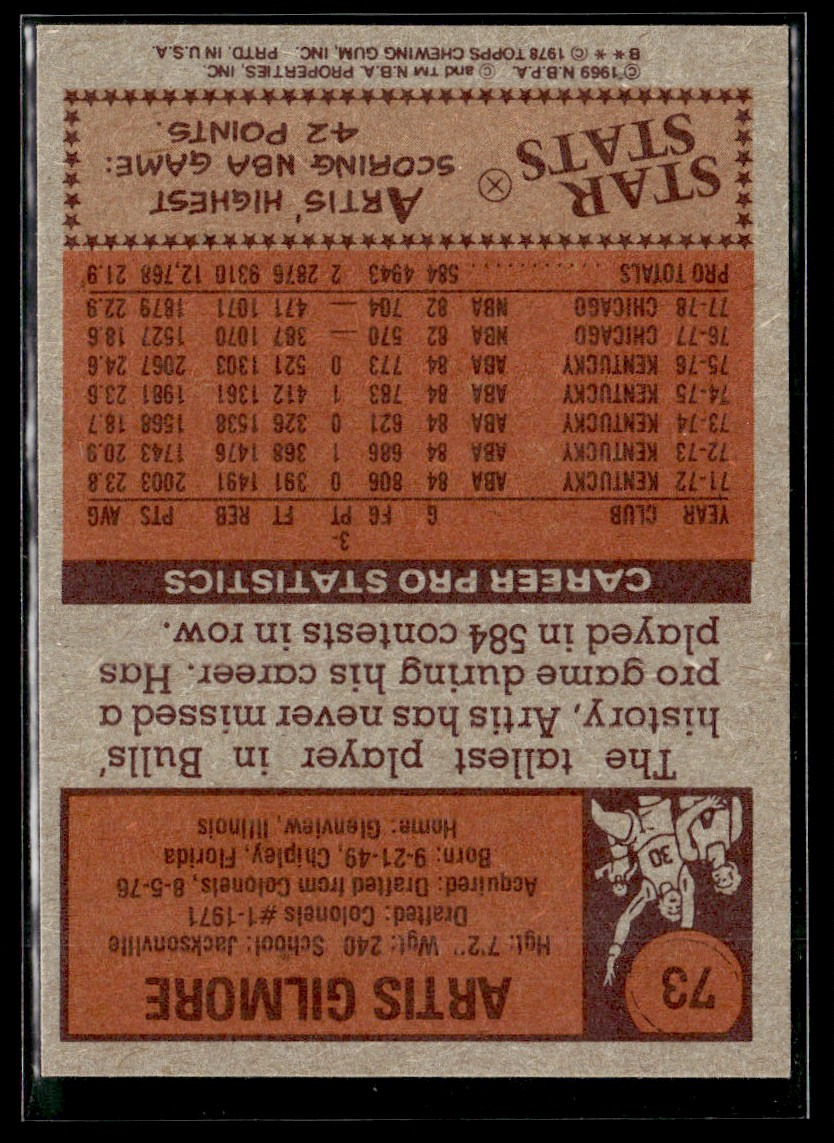 73
ARTIS GILMORE
Hgt: 7'2" Wgt: 240 School: Jacksonville
Drafted: Colonels #1-1971
Acquired: Drafted from Colonels, 8-5-76
Born: 9-21-49, Chipley, Florida
Home: Glenview, Illinois
30
The tallest player in Bulls'
history, Artis has never missed a
pro game during his career. Has
played in 584 contests in row.
CAREER PRO STATISTICS
3-
YEAR CLUB G FG PT FT REB PTS AVG
71-72 KENTUCKY ABA 84 806 0 391 1491 2003 23.8
72-73 KENTUCKY ABA 84 686 1 368 1476 1743 20.9
73-74 KENTUCKY ABA 84 621 0 326 1538 1568 18.7
74-75 KENTUCKY ABA 84 783 1 412 1361 1981 23.6
75-76 KENTUCKY ABA 84 773 0 521 1303 2067 24.6
76-77 CHICAGO NBA 82 570 — 387 1070 1527 18.6
77-78 CHICAGO NBA 82 704 — 471 1071 1879 22.9
PRO TOTALS .......... 584 4943 2 2876 9310 12,768 21.9
STAR
STATS
ARTIS' HIGHEST
SCORING NBA GAME:
42 POINTS.
©1969 N.B.P.A. © and TM N.B.A. PROPERTIES, INC.
B*** © 1978 TOPPS CHEWING GUM, INC. PRTD. IN U.S.A.